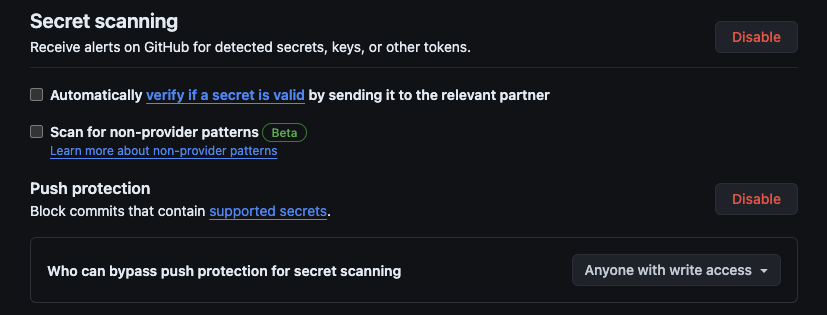 Secret scanning
Receive alerts on GitHub for detected secrets, keys, or other tokens.
Disable
Automatically verify if a secret is valid by sending it to the relevant partner
Scan for non-provider patterns Beta
Learn more about non-provider patterns
Push protection
Block commits that contain supported secrets.
Disable
Who can bypass push protection for secret scanning
Anyone with write access